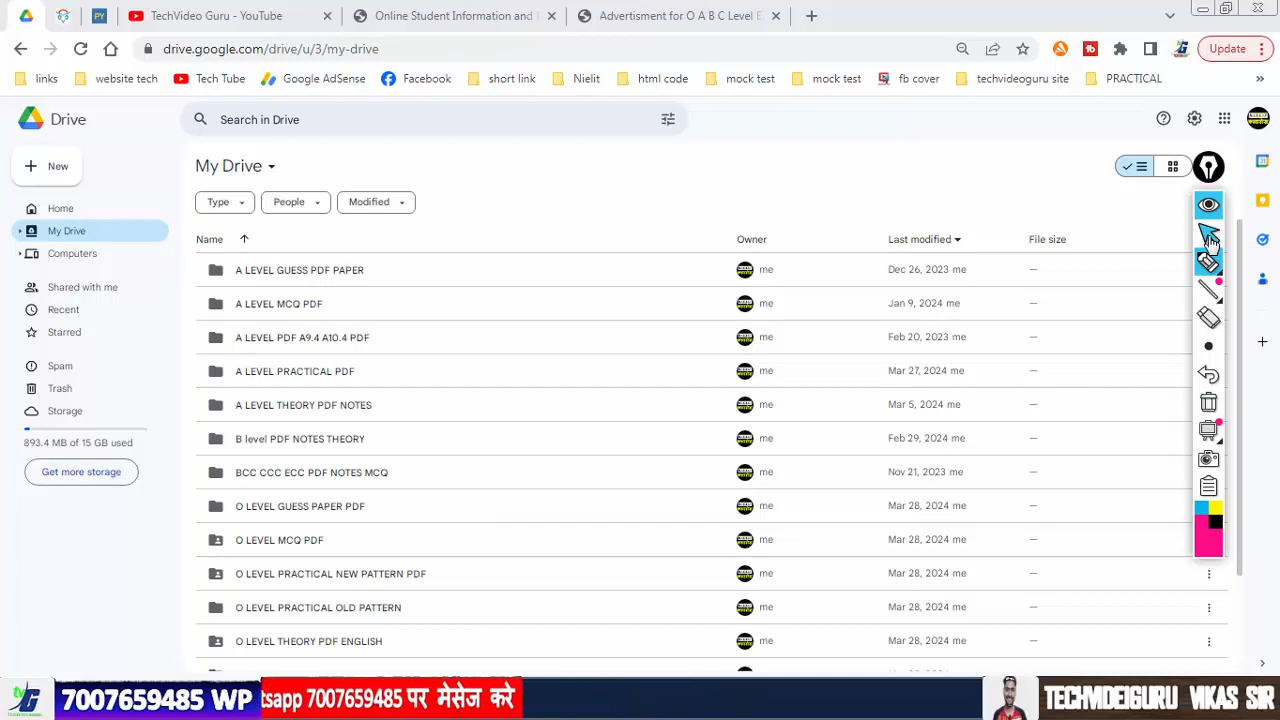 PY
TechVideo Guru - YouTube
Online Student Information and
Advertisment for O A B C Level E
drive.google.com/drive/u/3/my-drive
Update
links
website tech
Tech Tube
Google AdSense
Facebook
short link
Nielit
html code
mock test
mock test
fb cover
techvideoguru site
PRACTICAL
Drive
Search in Drive
New
My Drive
Home
My Drive
Computers
Shared with me
Recent
Starred
Spam
Trash
Storage
893.4 MB of 15 GB used
Get more storage
Type
People
Modified
Name Owner Last modified File size
A LEVEL GUESS PDF PAPER me Dec 26, 2023 me —
A LEVEL MCQ PDF me Jan 9, 2024 me —
A LEVEL PDF A9.4 A10.4 PDF me Feb 20, 2023 me —
A LEVEL PRACTICAL PDF me Mar 27, 2024 me —
A LEVEL THEORY PDF NOTES me Mar 5, 2024 me —
B level PDF NOTES THEORY me Feb 29, 2024 me —
BCC CCC ECC PDF NOTES MCQ me Nov 21, 2023 me —
O LEVEL GUESS PAPER PDF me Mar 28, 2024 me —
O LEVEL MCQ PDF me Mar 28, 2024 me —
O LEVEL PRACTICAL NEW PATTERN PDF me Mar 28, 2024 me —
O LEVEL PRACTICAL OLD PATTERN me Mar 28, 2024 me —
O LEVEL THEORY PDF ENGLISH me Mar 28, 2024 me —
7007659485 WP
tsapp 7007659485 पर मेसेज करे
TECHVIDEIGURU VIKAS SIR